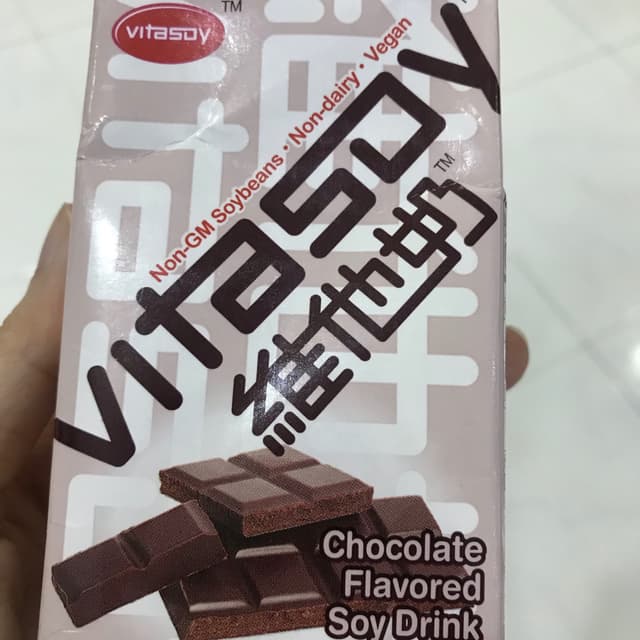 vitasoy
TM
Non-GM Soybeans · Non-dairy · Vegan
vitasoy
維他奶
TM
Chocolate
Flavored
Soy Drink